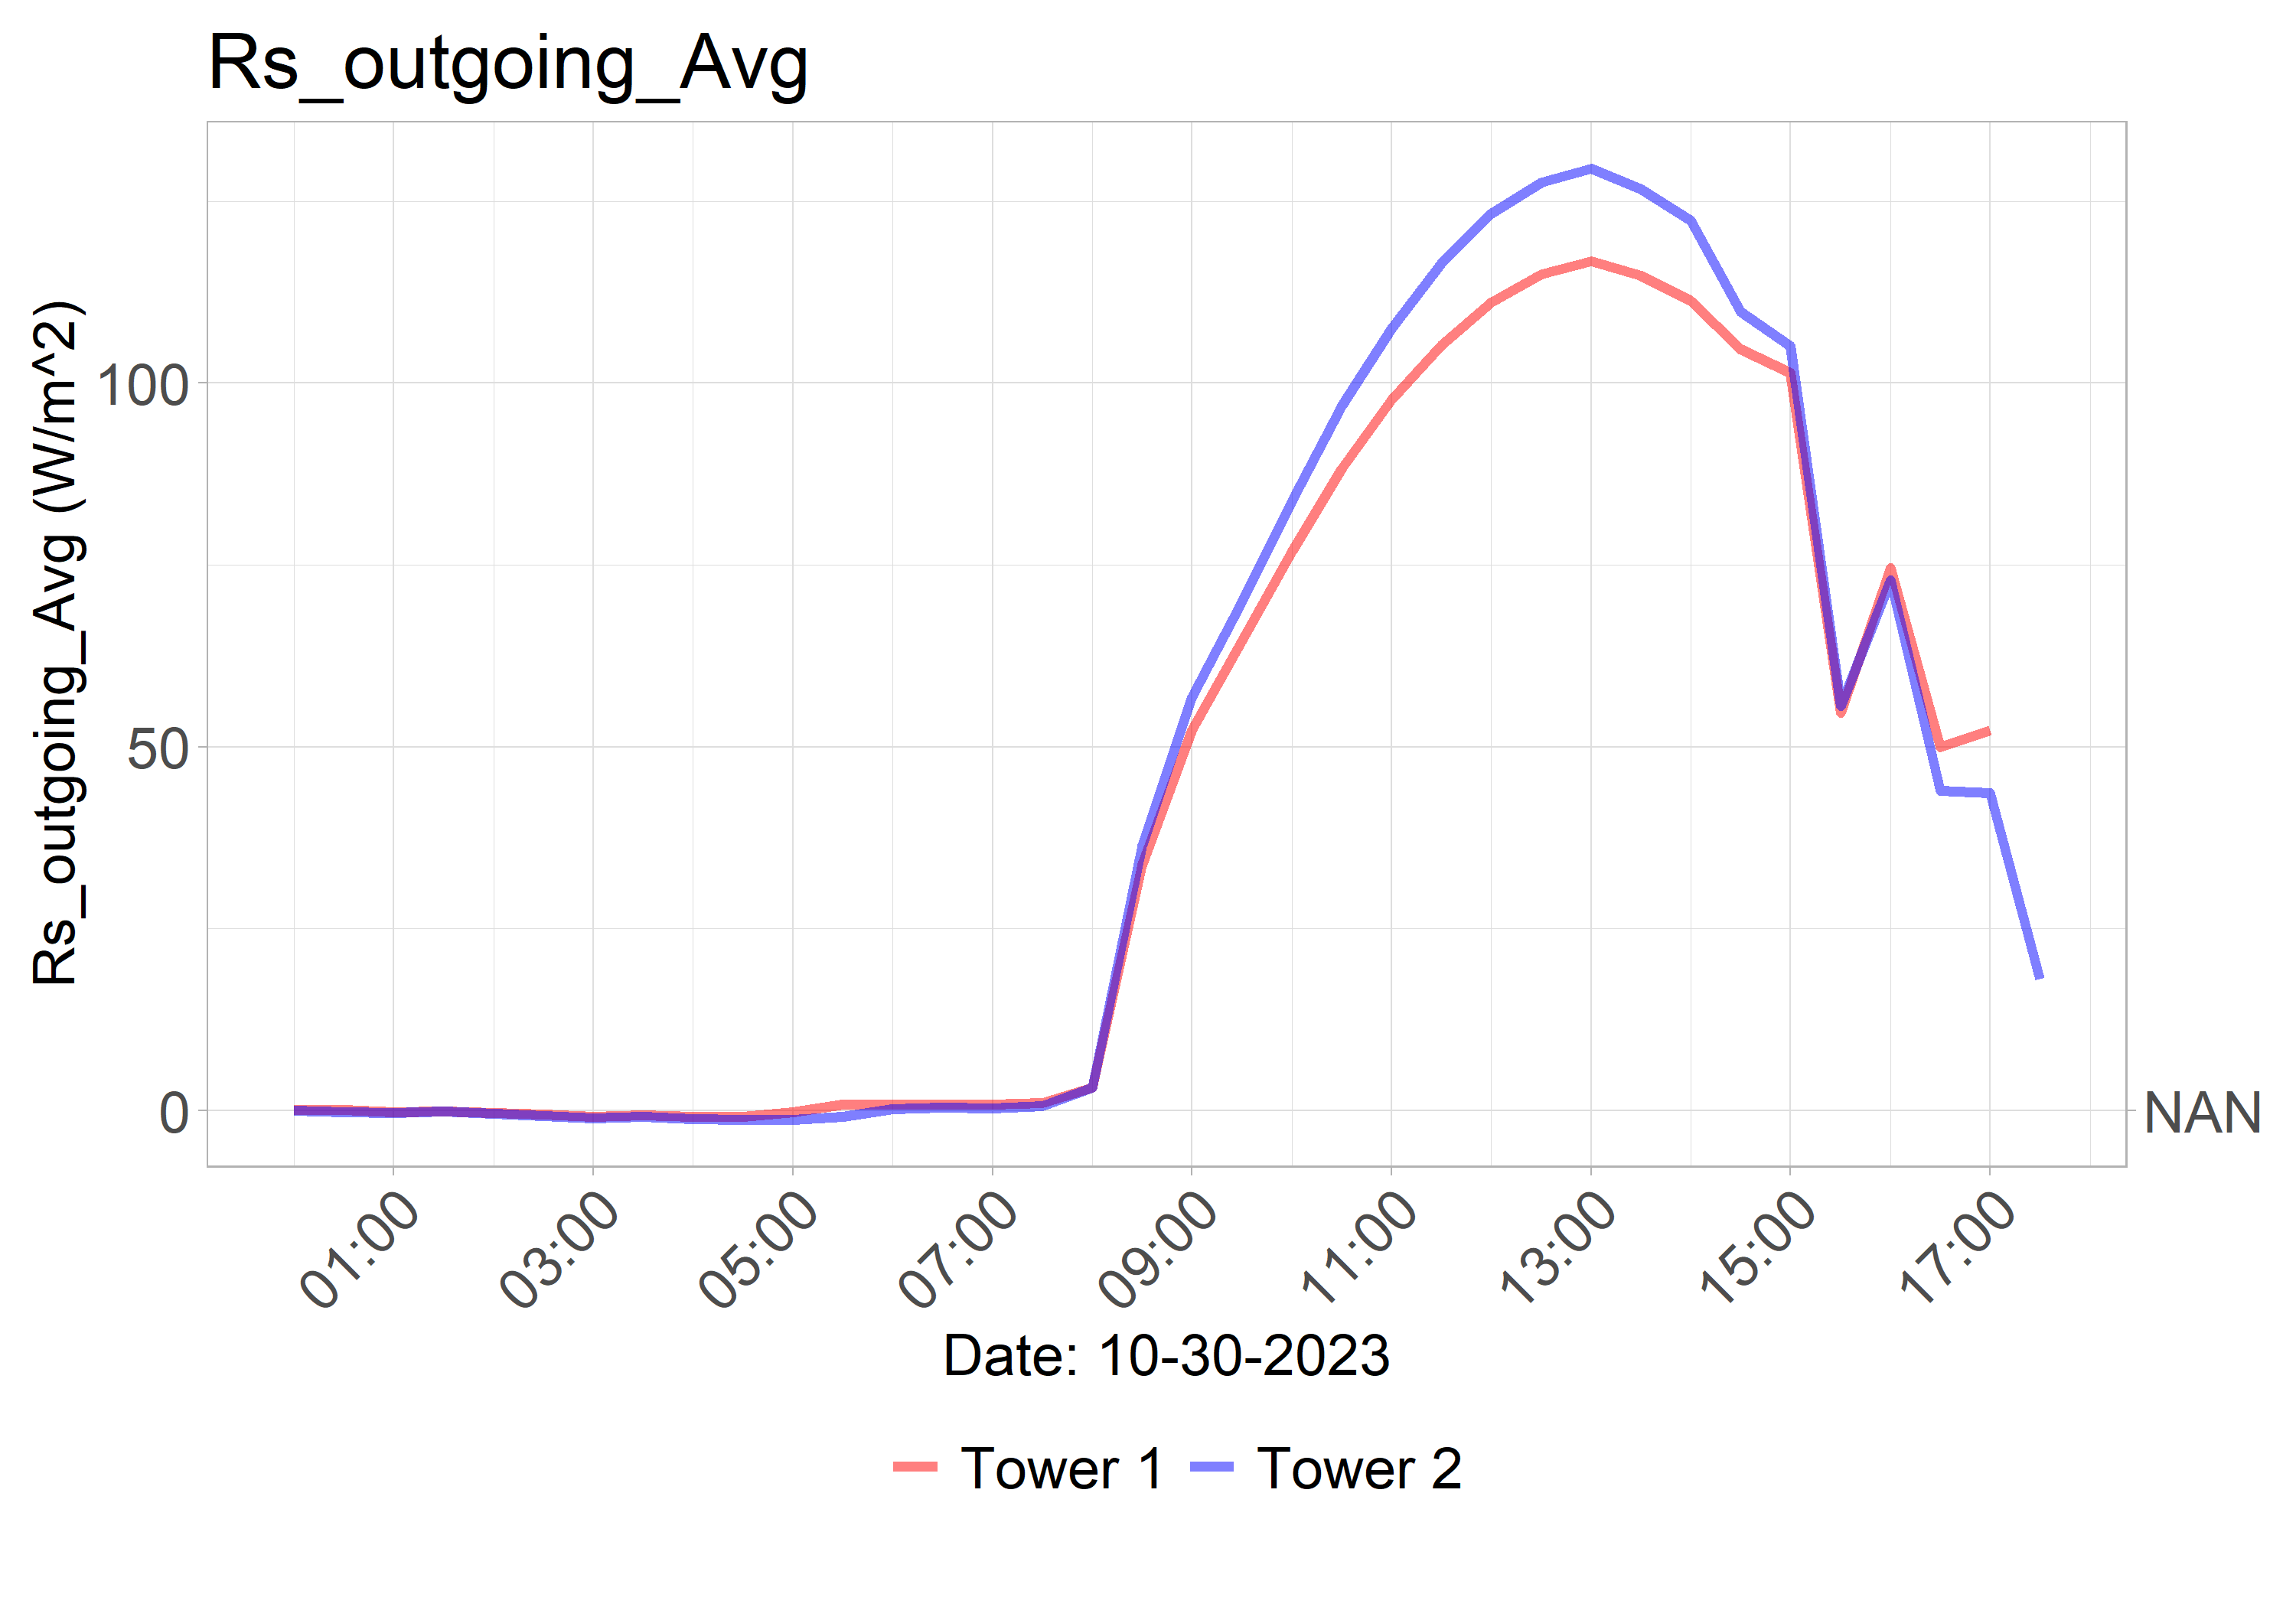 Rs_outgoing_Avg
Rs_outgoing_Avg (W/m^2)
100
50
0
NAN
01:00
03:00
05:00
07:00
09:00
11:00
13:00
15:00
17:00
Date: 10-30-2023
Tower 1
Tower 2